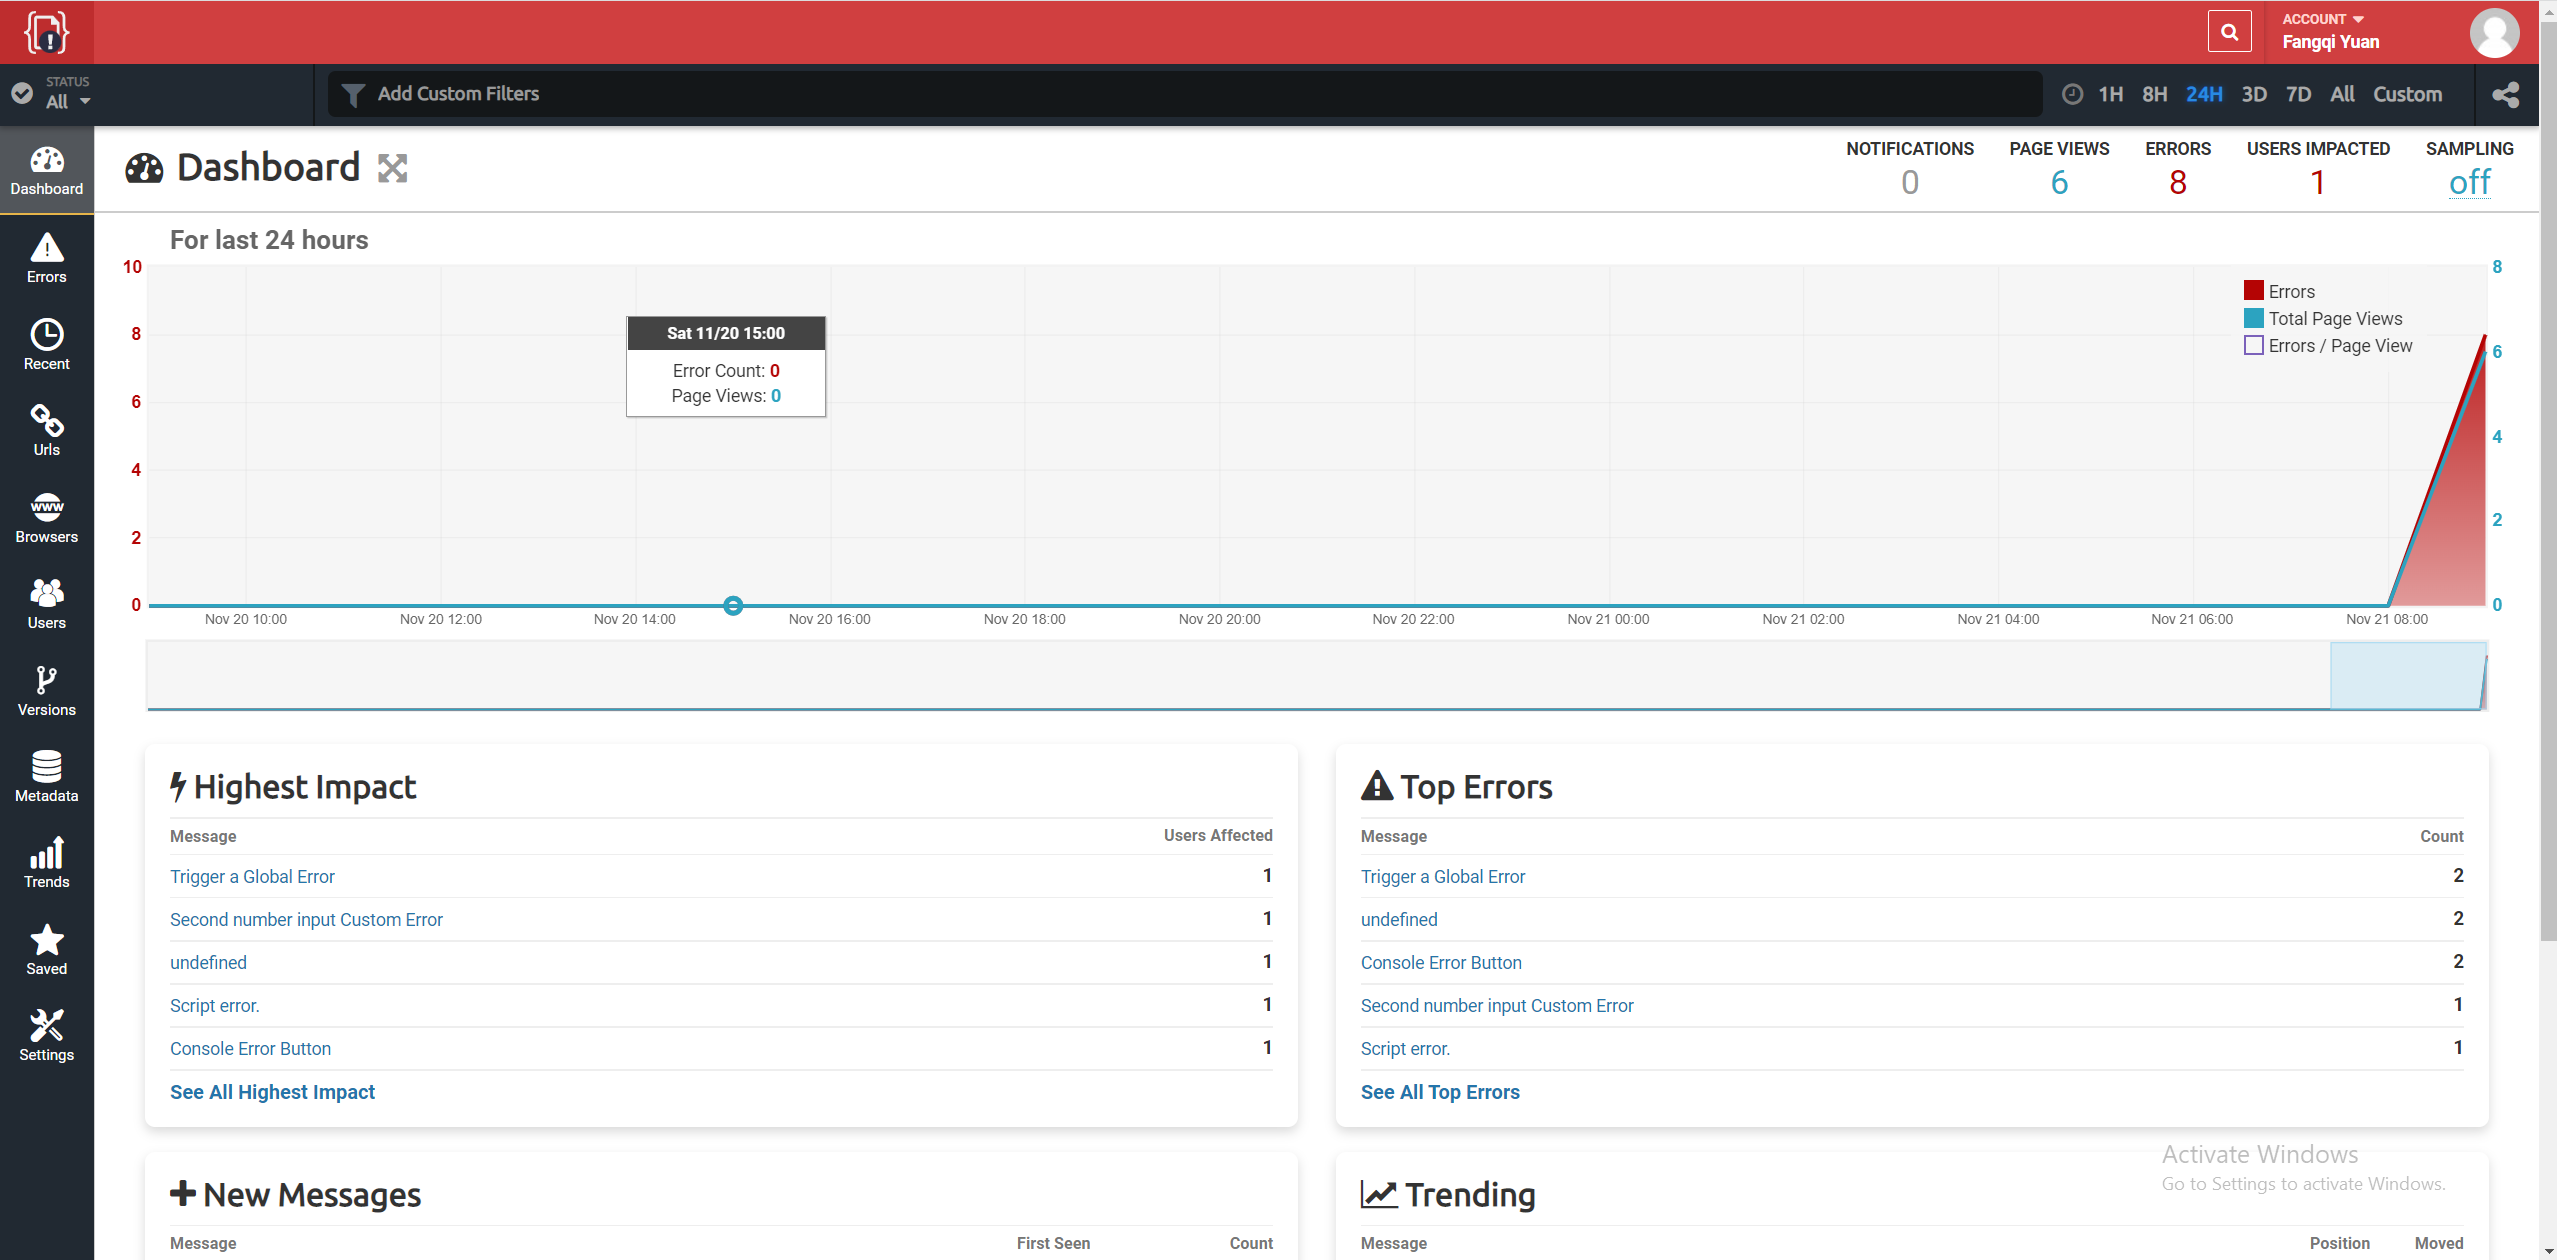 ACCOUNT
Fangqi Yuan
STATUS
All
Add Custom Filters
1H 8H 24H 3D 7D All Custom
Dashboard
Errors
Recent
Urls
www
Browsers
Users
Versions
Metadata
Trends
Saved
Settings
Dashboard
NOTIFICATIONS
0
PAGE VIEWS
6
ERRORS
8
USERS IMPACTED
1
SAMPLING
off
For last 24 hours
10
8
6
4
2
0
8
6
4
2
0
Errors
Total Page Views
Errors / Page View
Sat 11/20 15:00
Error Count: 0
Page Views: 0
Nov 20 10:00 Nov 20 12:00 Nov 20 14:00 Nov 20 16:00 Nov 20 18:00 Nov 20 20:00 Nov 20 22:00 Nov 21 00:00 Nov 21 02:00 Nov 21 04:00 Nov 21 06:00 Nov 21 08:00
Highest Impact
Message Users Affected
Trigger a Global Error 1
Second number input Custom Error 1
undefined 1
Script error. 1
Console Error Button 1
See All Highest Impact
Top Errors
Message Count
Trigger a Global Error 2
undefined 2
Console Error Button 2
Second number input Custom Error 1
Script error. 1
See All Top Errors
New Messages
Message First Seen Count
Trending
Message Position Moved
Activate Windows
Go to Settings to activate Windows.